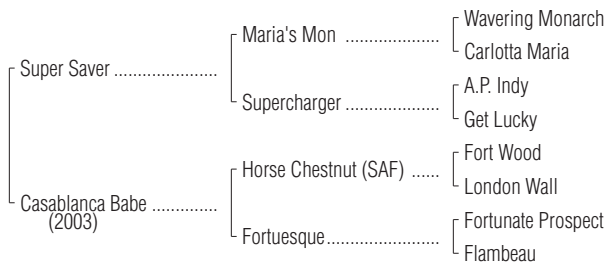 Wavering Monarch
Maria's Mon ....................
Carlotta Maria
Super Saver ......................
A.P. Indy
Supercharger ....................
Get Lucky
Fort Wood
Horse Chestnut (SAF) ......
London Wall
Casablanca Babe ..............
(2003)
Fortunate Prospect
Fortuesque.......................
Flambeau